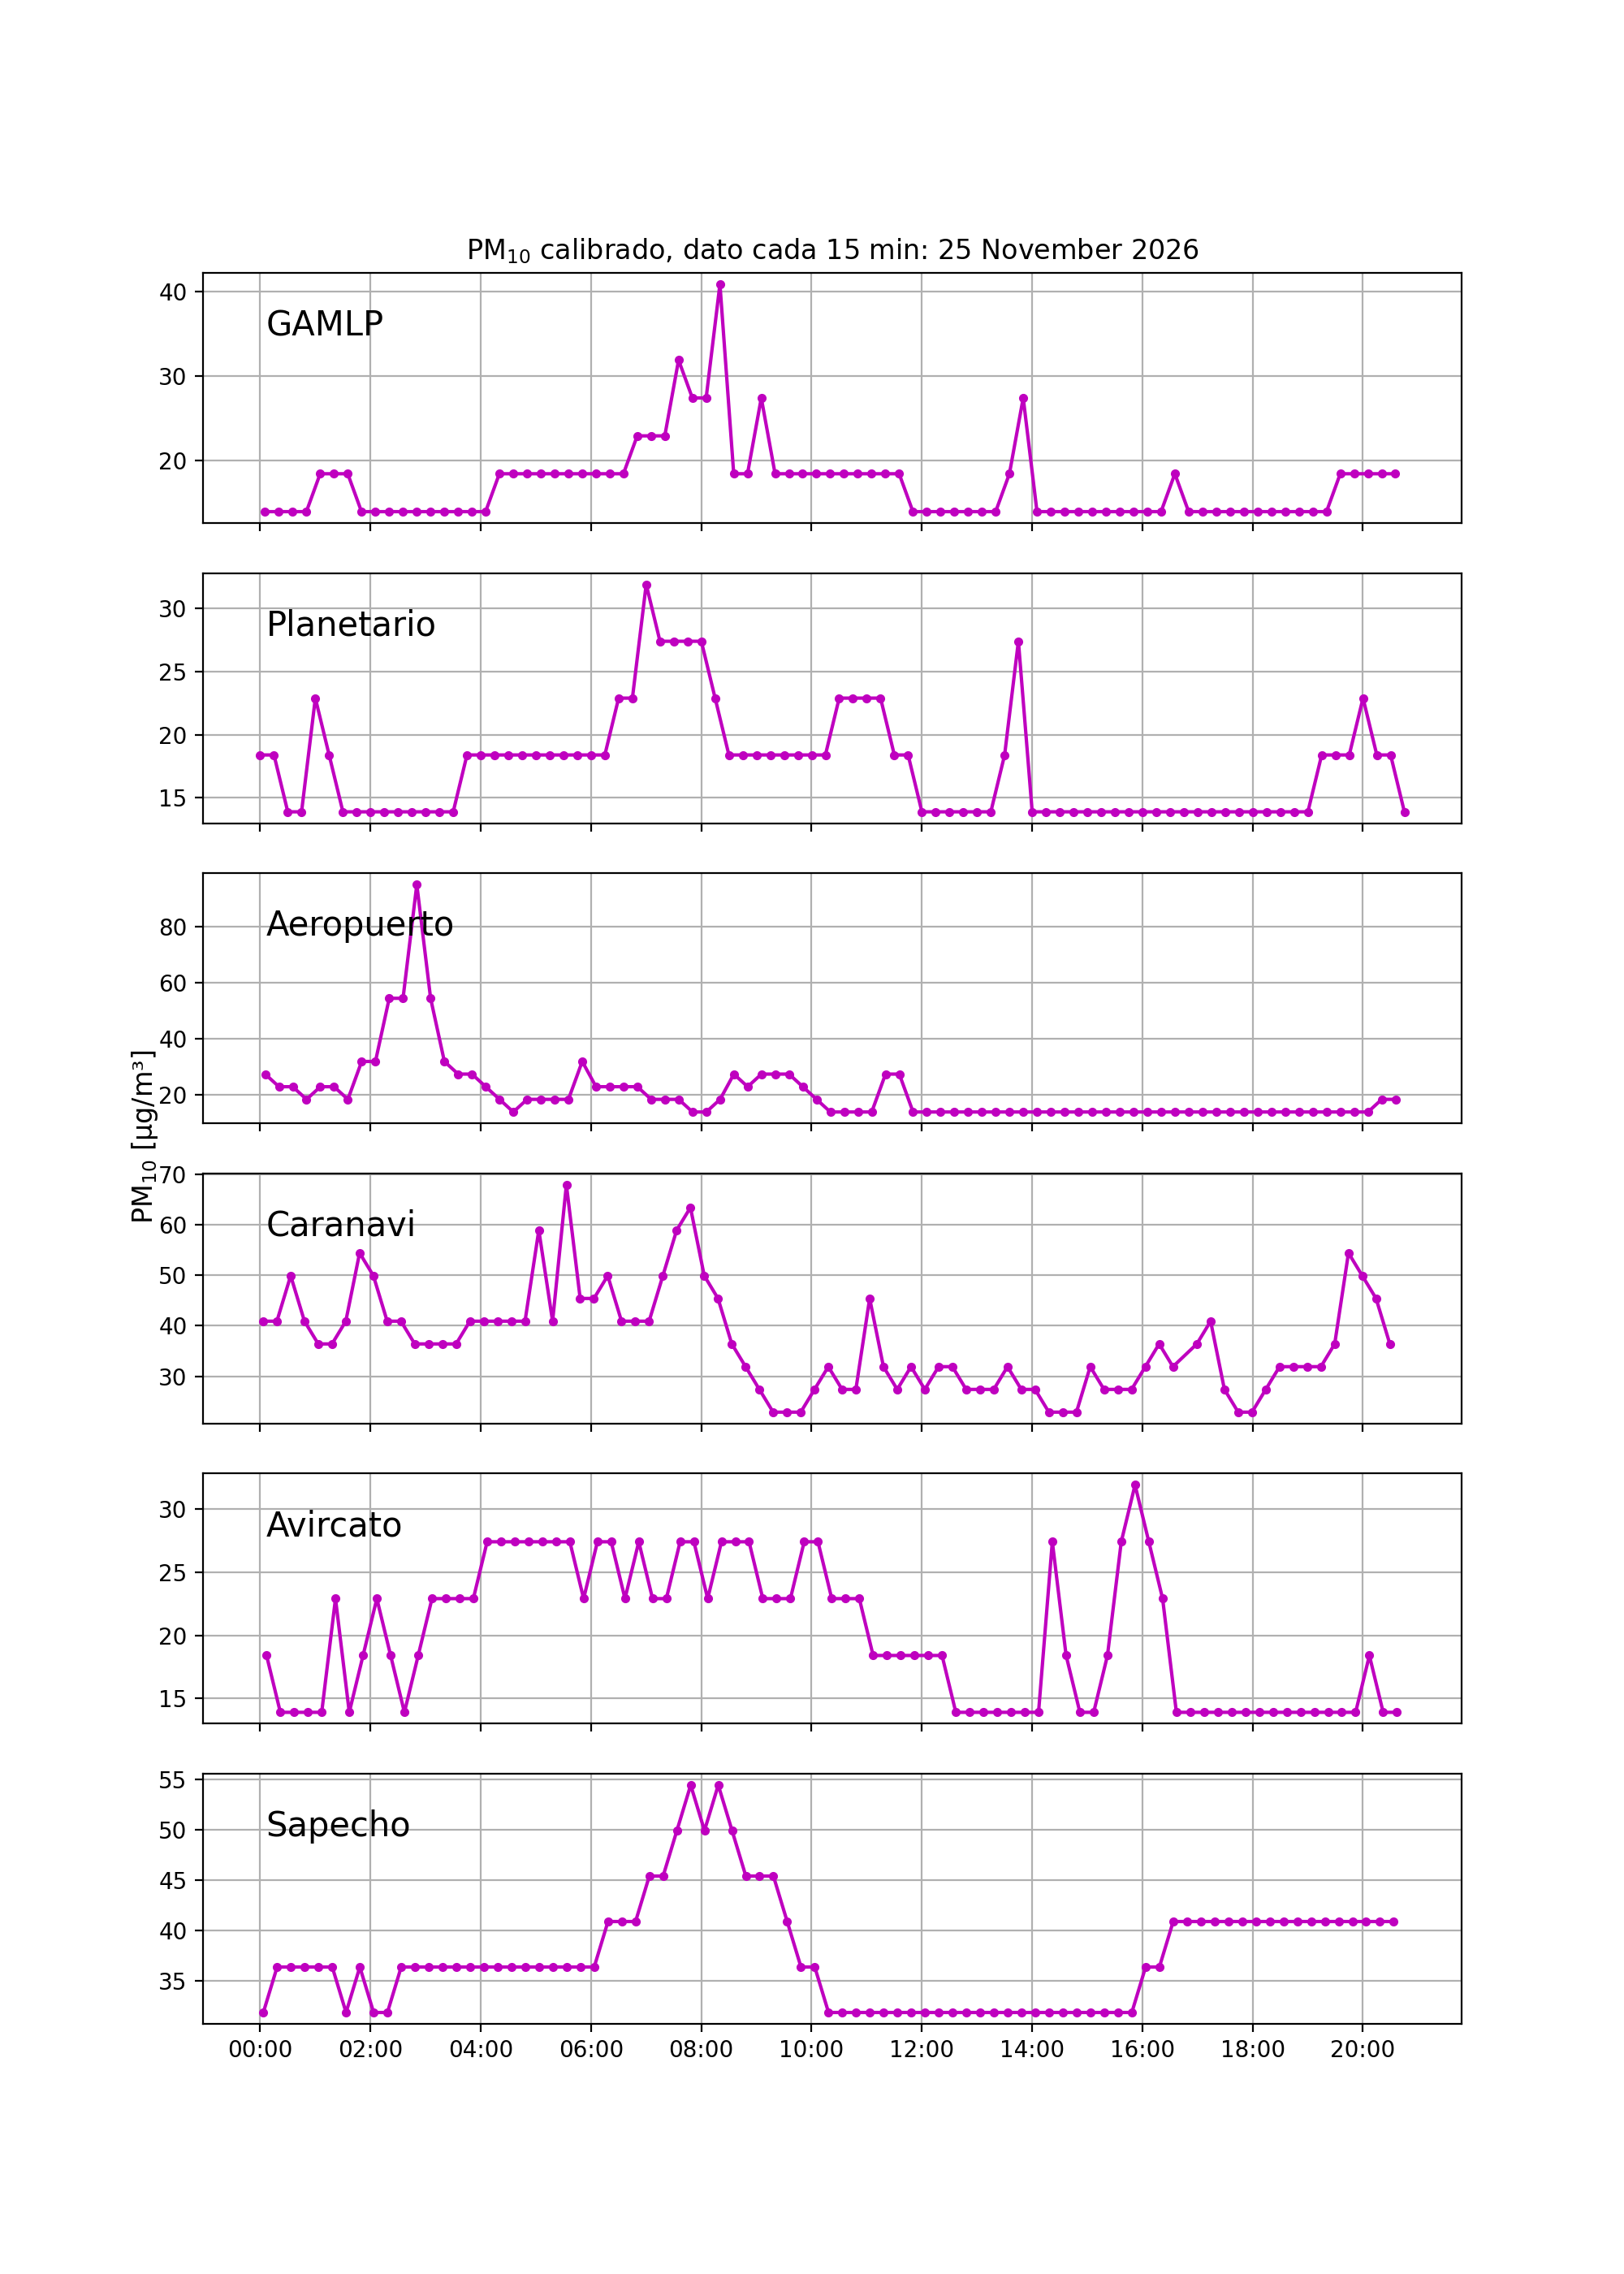 PM₁₀ calibrado, dato cada 15 min: 25 November 2026
40
GAMLP
30
20
30
Planetario
25
20
15
80
Aeropuerto
60
40
20
PM₁₀ [µg/m³]
70
60
Caranavi
50
40
30
30
Avircato
25
20
15
55
50
Sapecho
45
40
35
00:00 02:00 04:00 06:00 08:00 10:00 12:00 14:00 16:00 18:00 20:00